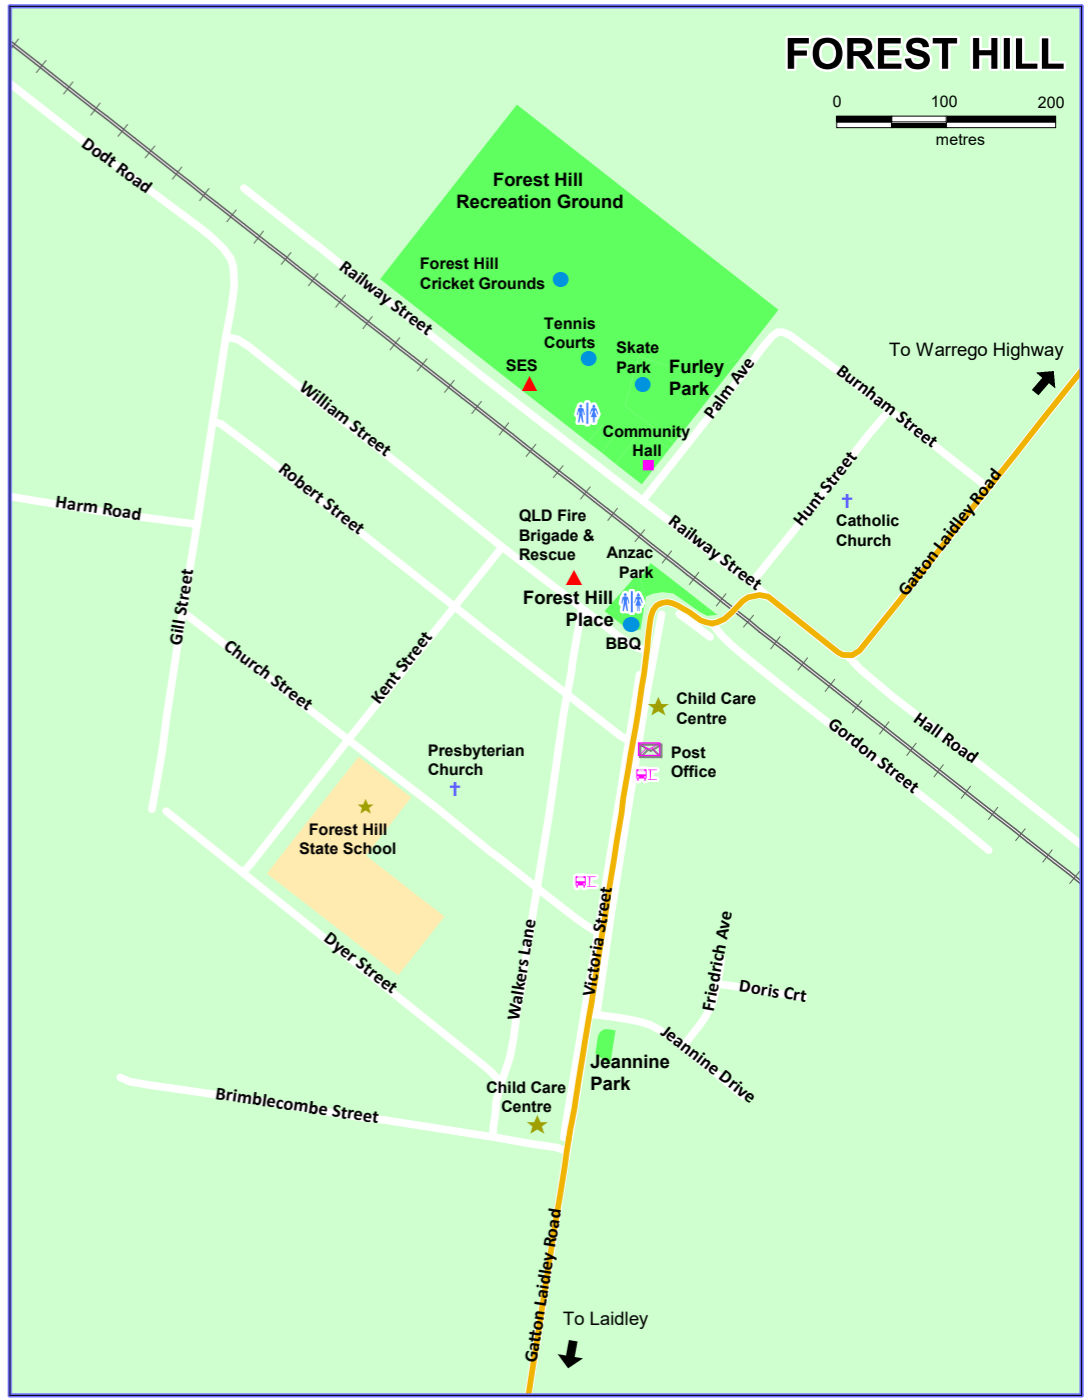 FOREST HILL
0 100 200
metres
Dodt Road
Forest Hill
Recreation Ground
Forest Hill
Cricket Grounds
Railway Street
Tennis
Courts
Skate
Park
SES
Furley
Park
To Warrego Highway
Palm Ave
Burnham Street
William Street
Community
Hall
Hunt Street
Robert Street
Gatton Laidley Road
Harm Road
QLD Fire
Brigade &
Rescue
Catholic
Church
Railway Street
Anzac
Park
Forest Hill
Place
BBQ
Gill Street
Kent Street
Church Street
Child Care
Centre
Hall Road
Gordon Street
Post
Office
Presbyterian
Church
Forest Hill
State School
Victoria Street
Walkers Lane
Dyer Street
Friedrich Ave
Doris Crt
Jeannine Drive
Jeannine
Park
Child Care
Centre
Brimblecombe Street
Gatton Laidley Road
To Laidley